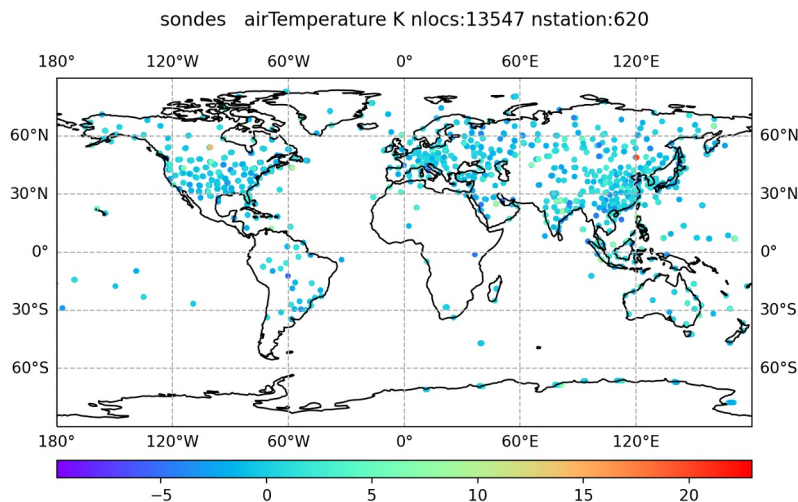 sondes   airTemperature K nlocs:13547 nstation:620
180° 120°W 60°W 0° 60°E 120°E
60°N 60°N
30°N 30°N
0° 0°
30°S 30°S
60°S 60°S
180° 120°W 60°W 0° 60°E 120°E
−5 0 5 10 15 20